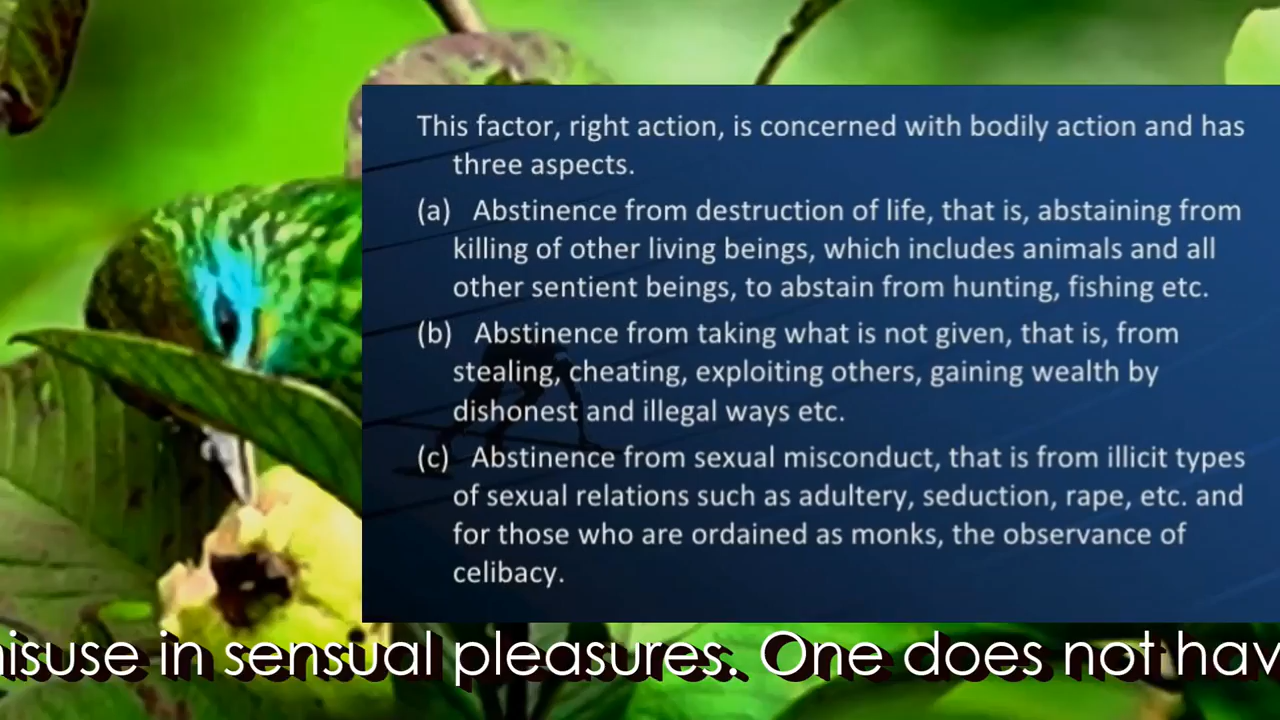 This factor, right action, is concerned with bodily action and has
three aspects.
(a) Abstinence from destruction of life, that is, abstaining from
killing of other living beings, which includes animals and all
other sentient beings, to abstain from hunting, fishing etc.
(b) Abstinence from taking what is not given, that is, from
stealing, cheating, exploiting others, gaining wealth by
dishonest and illegal ways etc.
(c) Abstinence from sexual misconduct, that is from illicit types
of sexual relations such as adultery, seduction, rape, etc. and
for those who are ordained as monks, the observance of
celibacy.
in sensual pleasures. One does not